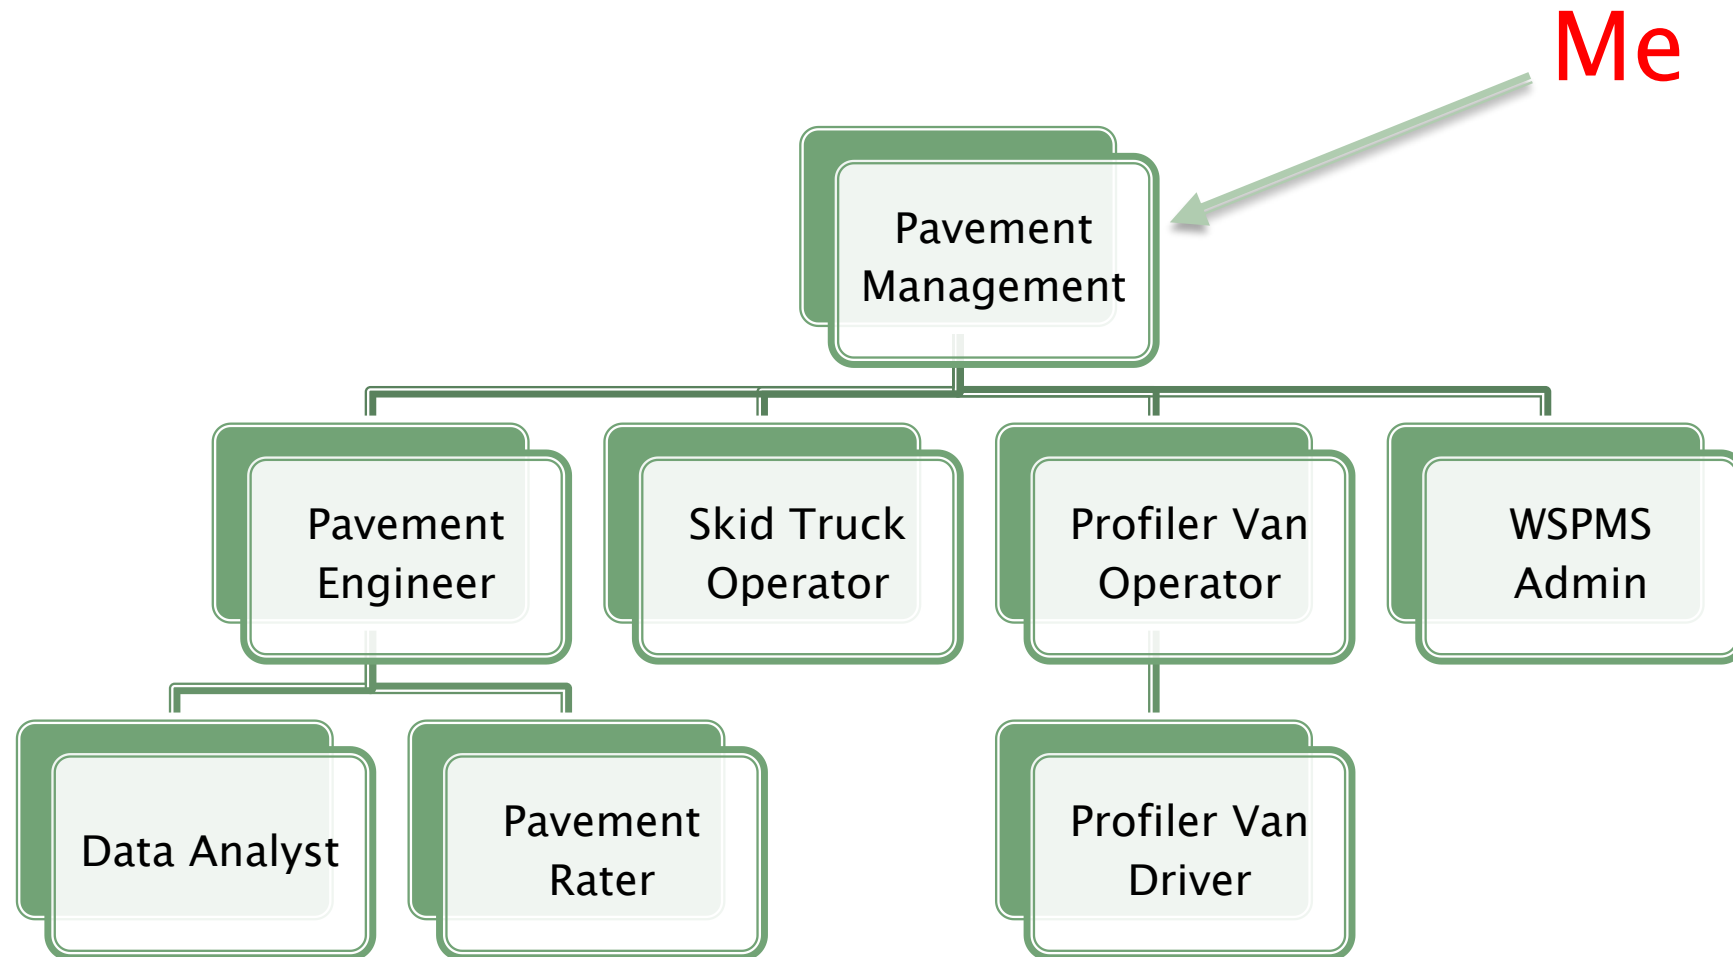 Me
Pavement
Management
Pavement
Engineer
Skid Truck
Operator
Profiler Van
Operator
WSPMS
Admin
Data Analyst
Pavement
Rater
Profiler Van
Driver